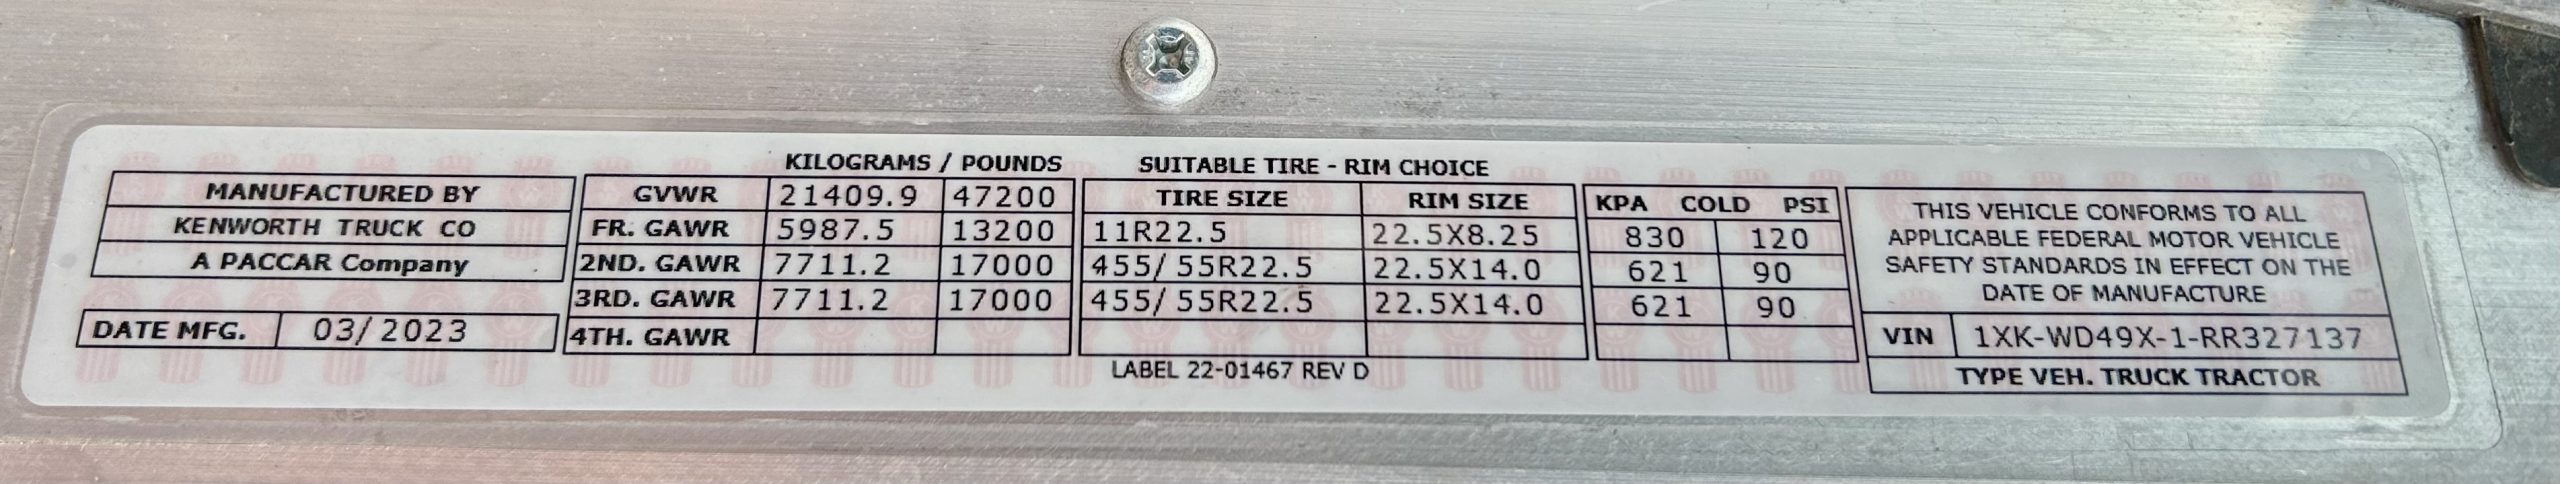 KILOGRAMS / POUNDS SUITABLE TIRE - RIM CHOICE
MANUFACTURED BY
KENWORTH TRUCK CO
A PACCAR Company
DATE MFG. 03/2023
GVWR 21409.9 47200
FR. GAWR 5987.5 13200
2ND. GAWR 7711.2 17000
3RD. GAWR 7711.2 17000
4TH. GAWR
TIRE SIZE RIM SIZE
11R22.5 22.5X8.25
455/55R22.5 22.5X14.0
455/55R22.5 22.5X14.0
LABEL 22-01467 REV D
KPA COLD PSI
830 120
621 90
621 90
THIS VEHICLE CONFORMS TO ALL
APPLICABLE FEDERAL MOTOR VEHICLE
SAFETY STANDARDS IN EFFECT ON THE
DATE OF MANUFACTURE
VIN 1XK-WD49X-1-RR327137
TYPE VEH. TRUCK TRACTOR